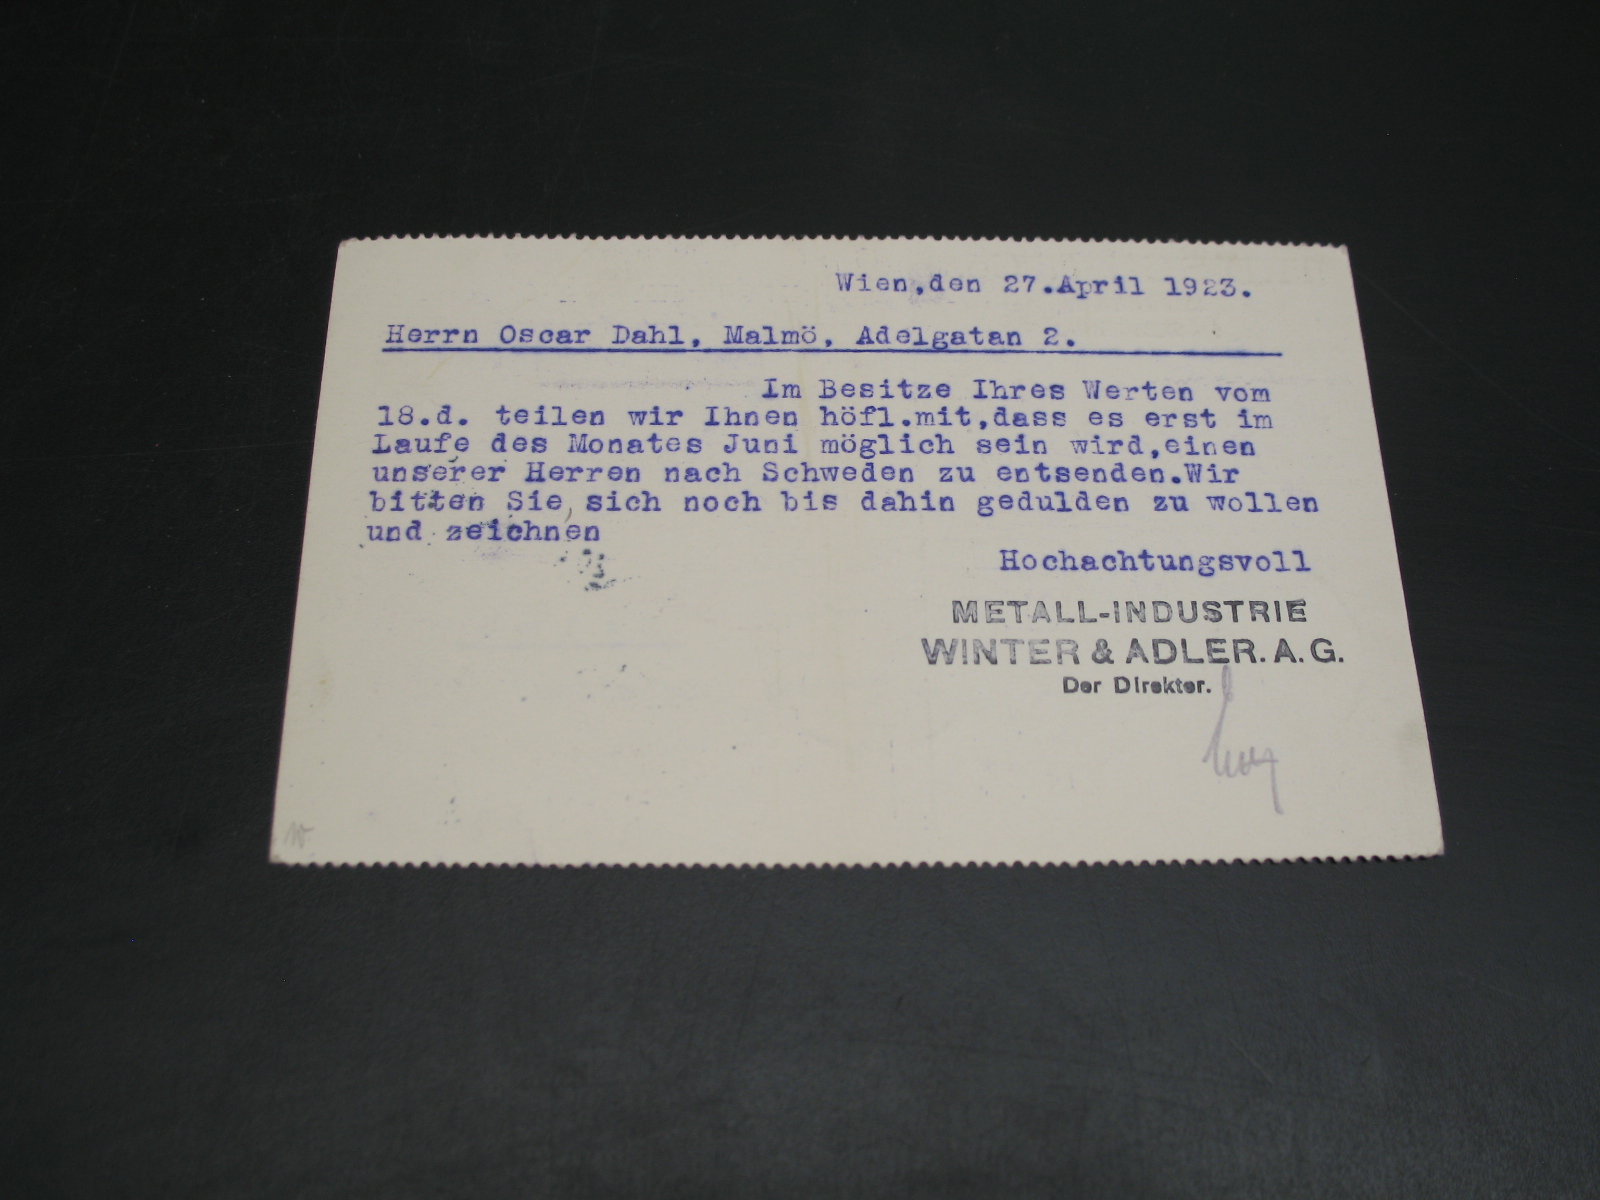 Wien,den 27.April 1923.
Herrn Oscar Dahl, Malmö, Adelgatan 2.
Im Besitze Ihres Werten vom
18.d. teilen wir Ihnen höfl.mit,dass es erst im
Laufe des Monates Juni möglich sein wird,einen
unserer Herren nach Schweden zu entsenden.Wir
bitten Sie, sich noch bis dahin gedulden zu wollen
und zeichnen
Hochachtungsvoll
METALL-INDUSTRIE
WINTER & ADLER. A. G.
Der Direktor.